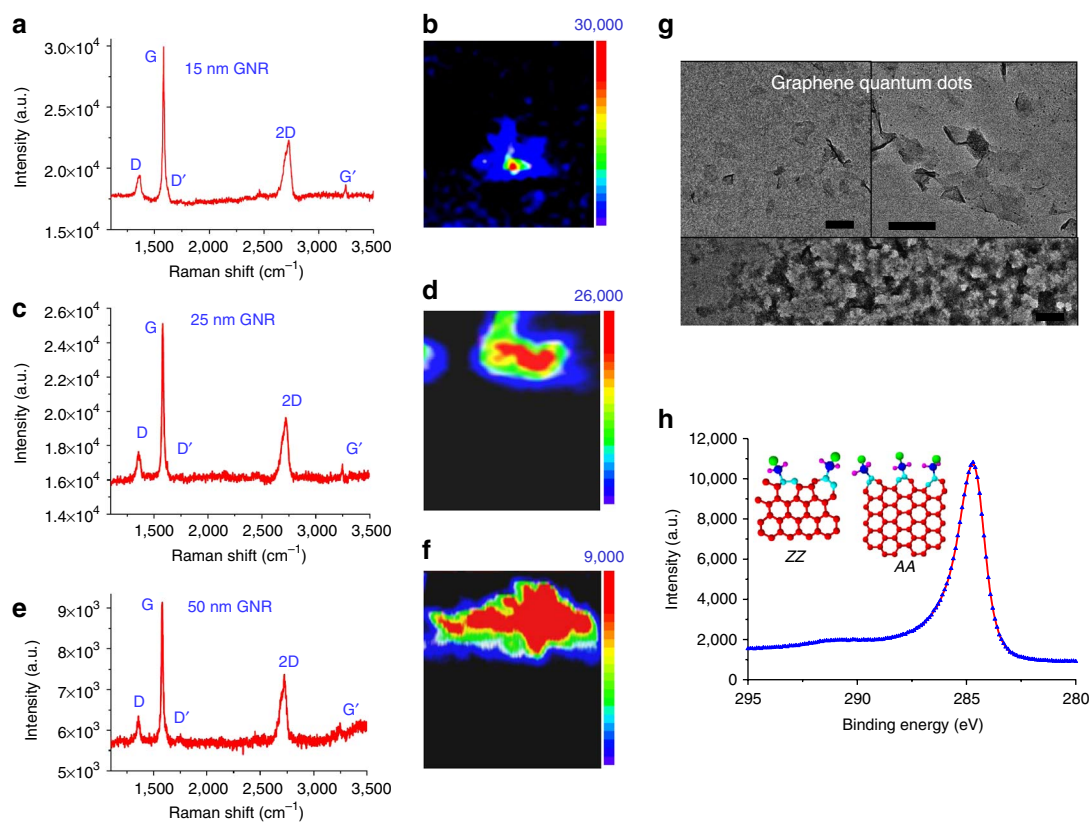 a
3.0×10⁴
2.5×10⁴
2.0×10⁴
1.5×10⁴
Intensity (a.u.)
G
15 nm GNR
D
D′
2D
G′
1,500
2,000
2,500
3,000
3,500
Raman shift (cm⁻¹)
b
30,000
c
2.6×10⁴
2.4×10⁴
2.2×10⁴
2.0×10⁴
1.8×10⁴
1.6×10⁴
1.4×10⁴
Intensity (a.u.)
G
25 nm GNR
D
D′
2D
G′
1,500
2,000
2,500
3,000
3,500
Raman shift (cm⁻¹)
d
26,000
e
9×10³
8×10³
7×10³
6×10³
5×10³
Intensity (a.u.)
G
50 nm GNR
D
D′
2D
G′
1,500
2,000
2,500
3,000
3,500
Raman shift (cm⁻¹)
f
9,000
g
Graphene quantum dots
h
12,000
10,000
8,000
6,000
4,000
2,000
0
Intensity (a.u.)
ZZ
AA
295
290
285
280
Binding energy (eV)